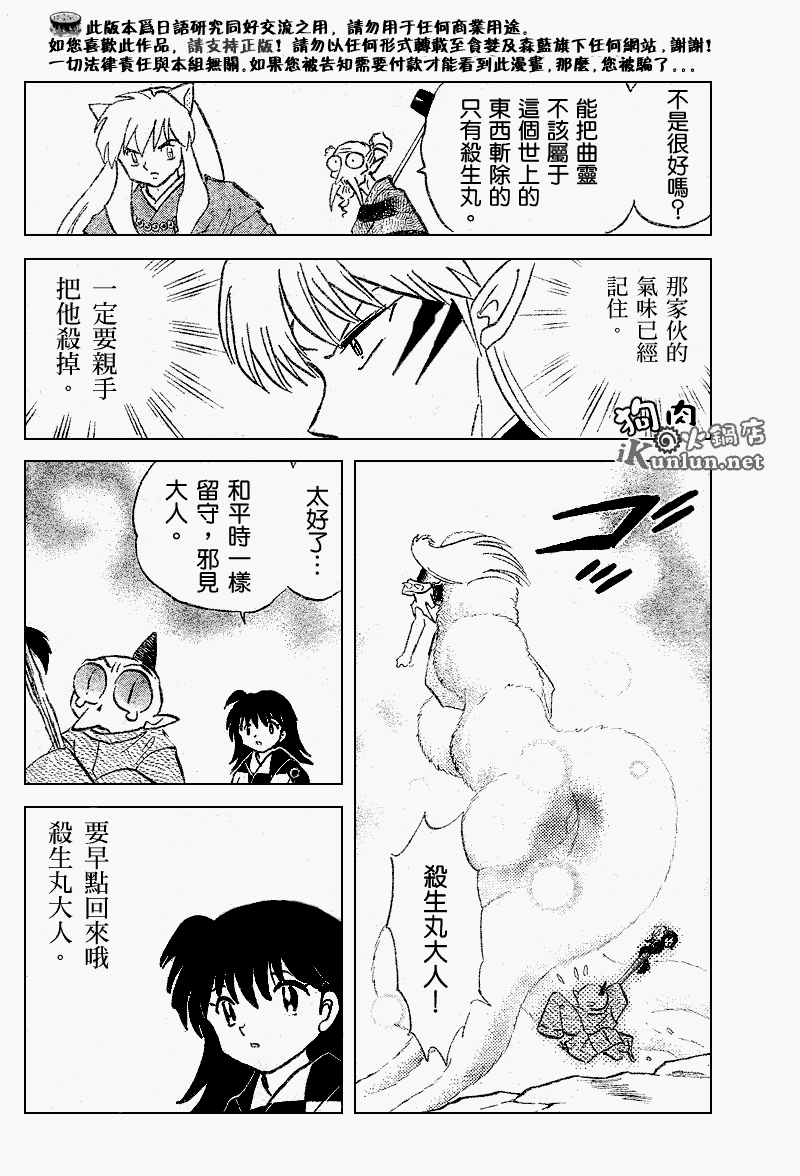 此版本爲日語研究同好交流之用，請勿用于任何商業用途。
如您喜歡此作品，請支持正版！請勿以任何形式轉載至貪婪及森藍旗下任何網站，謝謝！
一切法律責任與本組無關。如果您被告知需要付款才能看到此漫畫，那麼，您被騙了...
不是很好嗎？
能把曲靈
不該屬于
這個世上的
東西斬除的
只有殺生丸。
那家伙的
氣味已經
記住。
一定要親手
把他殺掉。
狗肉
火鍋店
iKunlun.net
殺生丸大人！
太好了…
和平時一樣
留守，邪見
大人。
要早點回來哦
殺生丸大人。